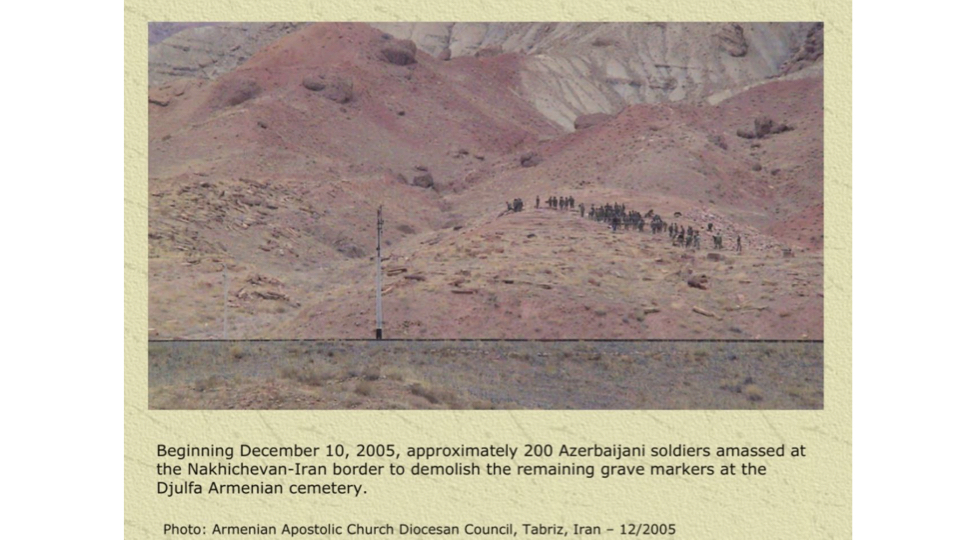 Beginning December 10, 2005, approximately 200 Azerbaijani soldiers amassed at
the Nakhichevan-Iran border to demolish the remaining grave markers at the
Djulfa Armenian cemetery.
Photo: Armenian Apostolic Church Diocesan Council, Tabriz, Iran – 12/2005